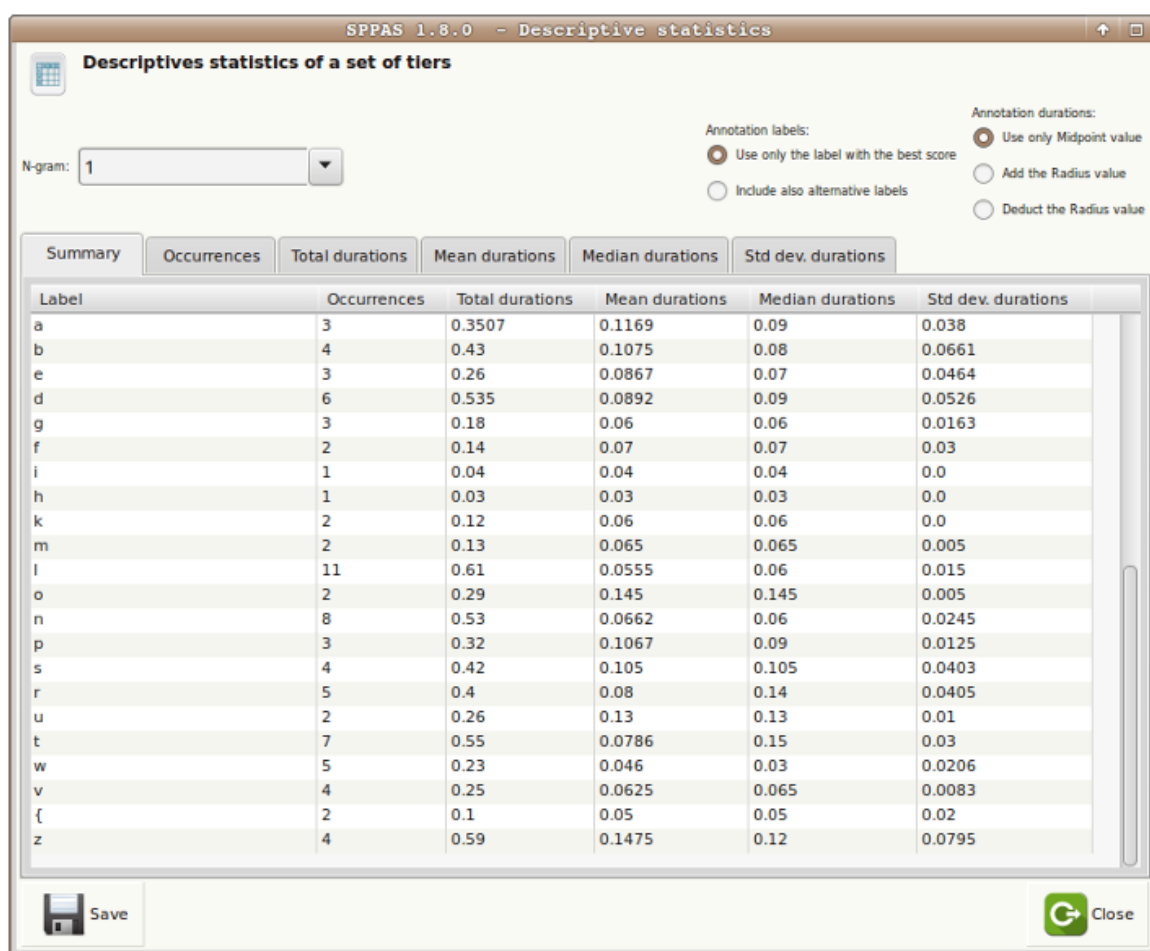 SPPAS 1.8.0 - Descriptive statistics
Descriptives statistics of a set of tiers
N-gram: 1
Annotation labels:
Use only the label with the best score
Include also alternative labels
Annotation durations:
Use only Midpoint value
Add the Radius value
Deduct the Radius value
Summary Occurrences Total durations Mean durations Median durations Std dev. durations
Label Occurrences Total durations Mean durations Median durations Std dev. durations
a 3 0.3507 0.1169 0.09 0.038
b 4 0.43 0.1075 0.08 0.0661
e 3 0.26 0.0867 0.07 0.0464
d 6 0.535 0.0892 0.09 0.0526
g 3 0.18 0.06 0.06 0.0163
f 2 0.14 0.07 0.07 0.03
i 1 0.04 0.04 0.04 0.0
h 1 0.03 0.03 0.03 0.0
k 2 0.12 0.06 0.06 0.0
m 2 0.13 0.065 0.065 0.005
l 11 0.61 0.0555 0.06 0.015
o 2 0.29 0.145 0.145 0.005
n 8 0.53 0.0662 0.06 0.0245
p 3 0.32 0.1067 0.09 0.0125
s 4 0.42 0.105 0.105 0.0403
r 5 0.4 0.08 0.14 0.0405
u 2 0.26 0.13 0.13 0.01
t 7 0.55 0.0786 0.15 0.03
w 5 0.23 0.046 0.03 0.0206
v 4 0.25 0.0625 0.065 0.0083
{ 2 0.1 0.05 0.05 0.02
z 4 0.59 0.1475 0.12 0.0795
Save
Close